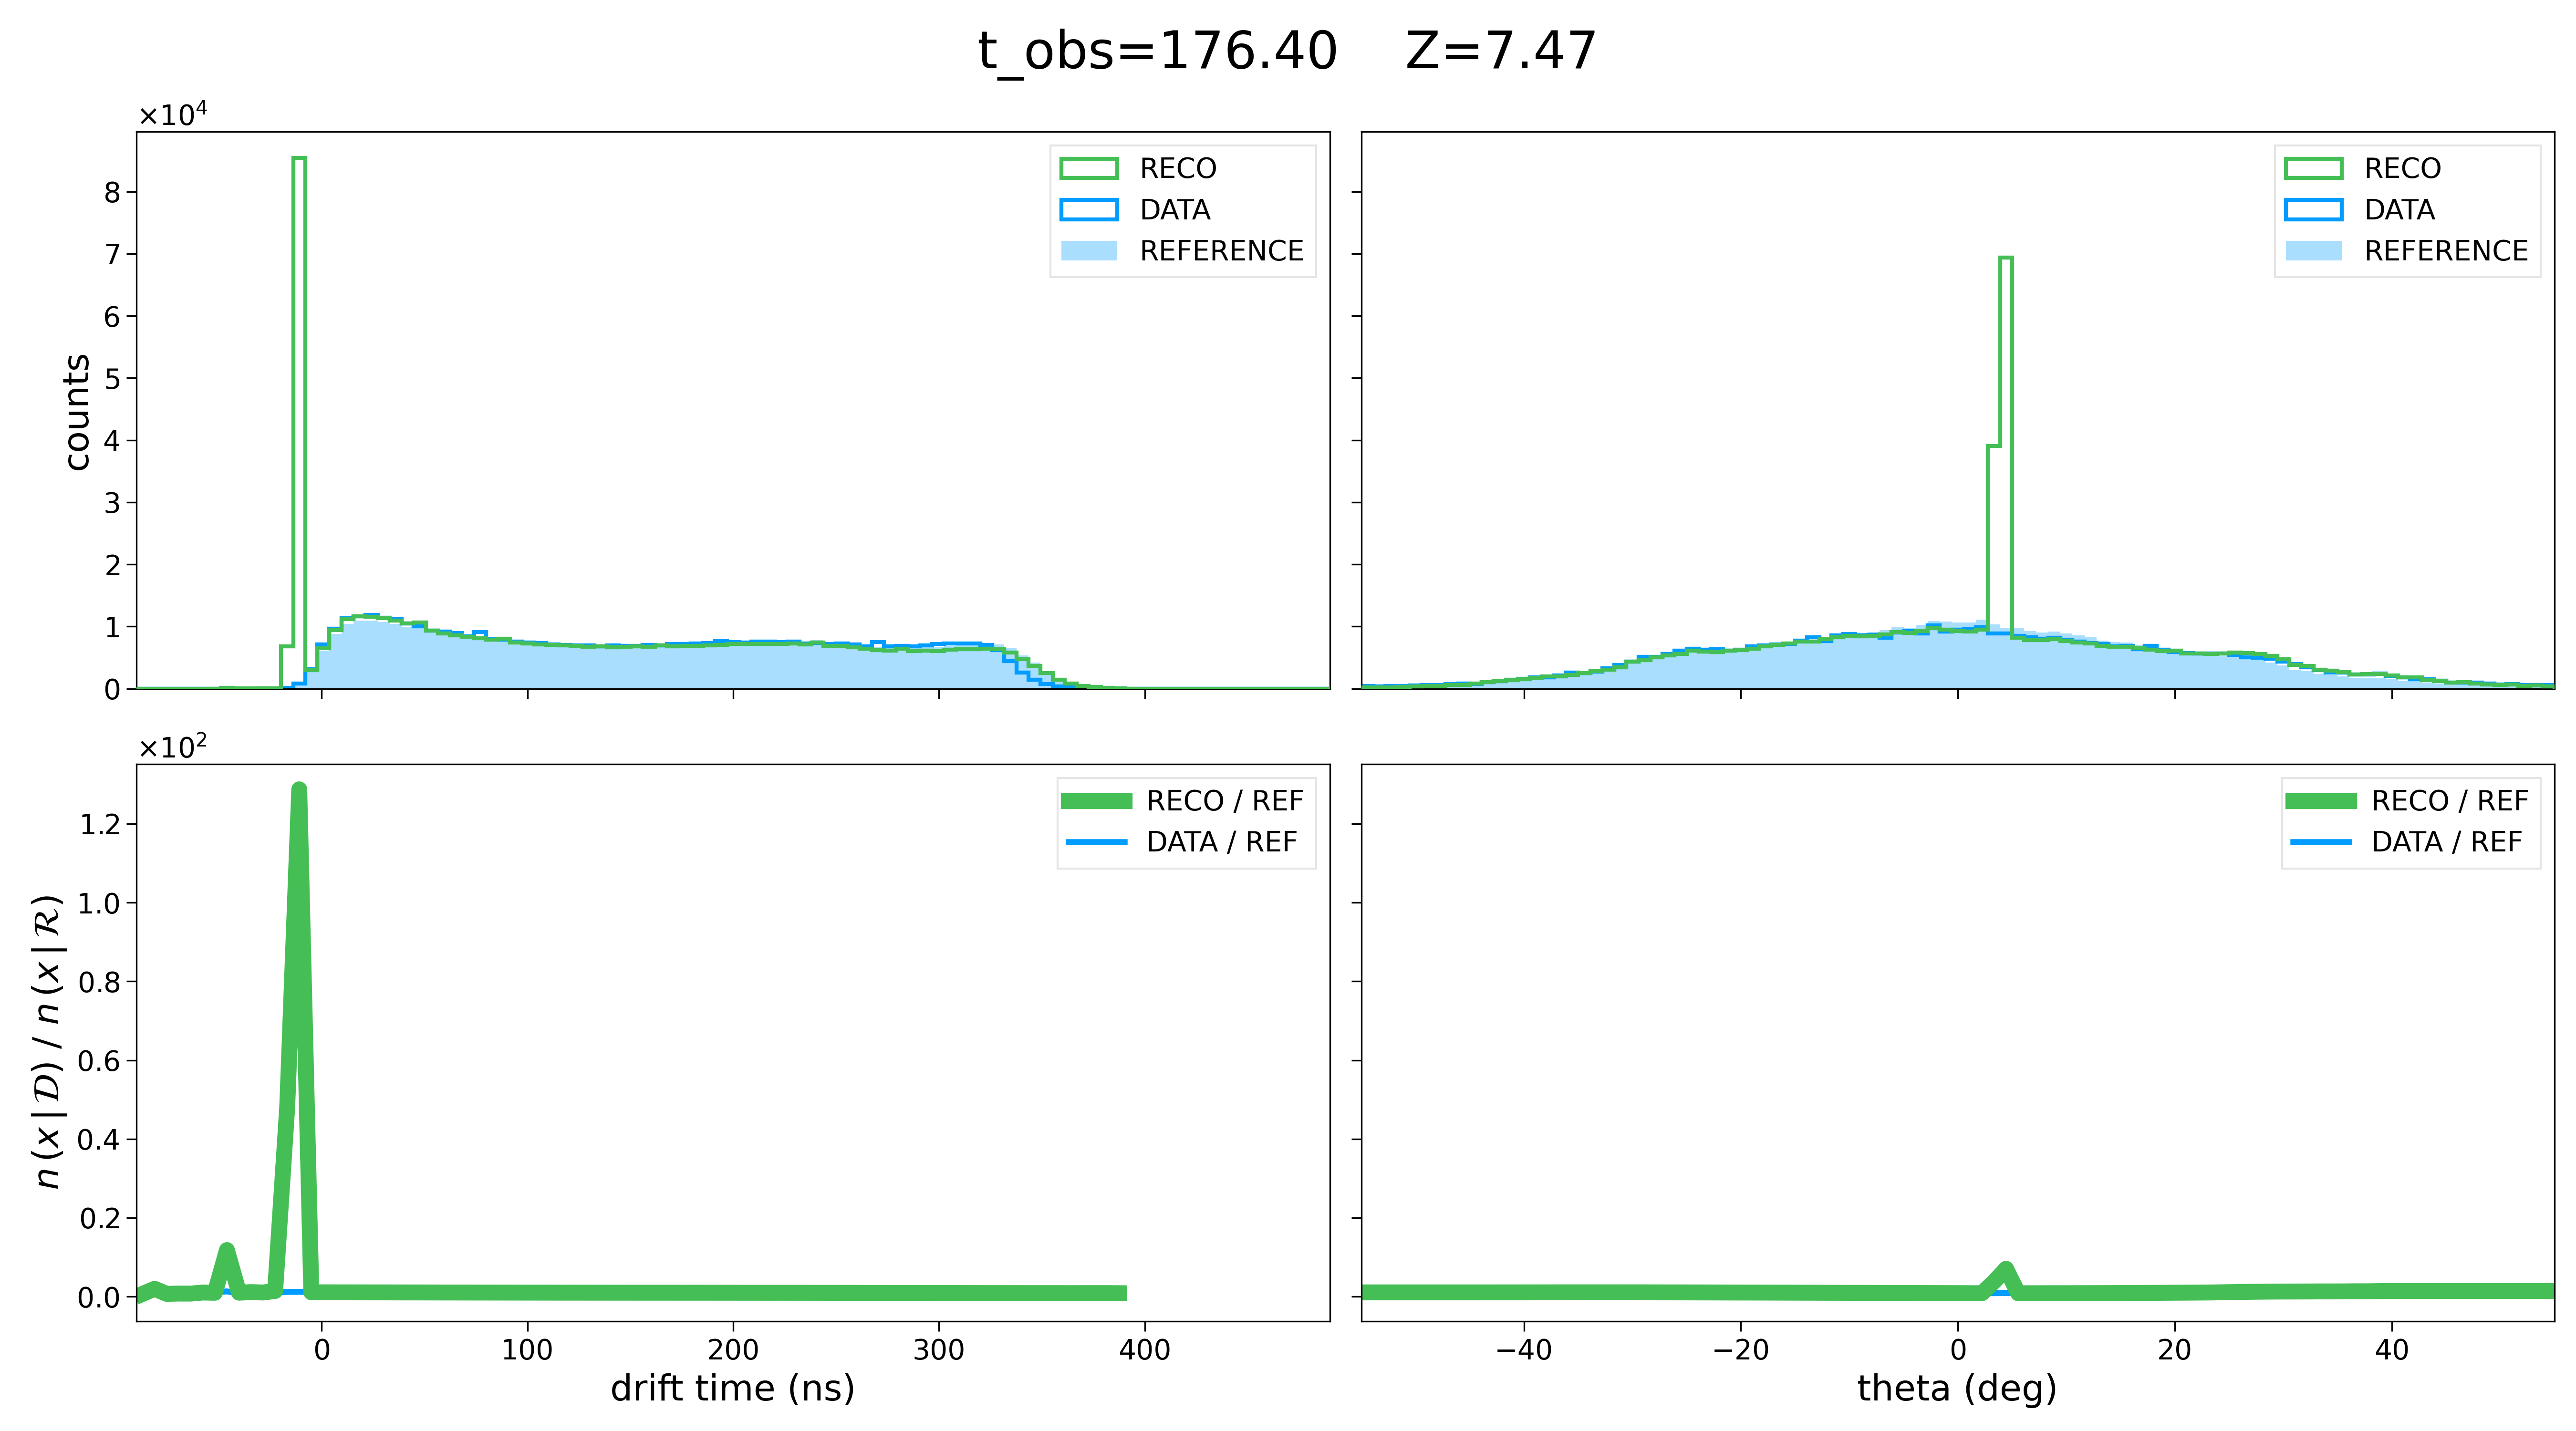 t_obs=176.40 Z=7.47
×10⁴
counts
8
7
6
5
4
3
2
1
0
RECO
DATA
REFERENCE
RECO
DATA
REFERENCE
×10²
n(x|𝒟) / n(x|ℛ)
1.2
1.0
0.8
0.6
0.4
0.2
0.0
RECO / REF
DATA / REF
RECO / REF
DATA / REF
0 100 200 300 400
drift time (ns)
−40 −20 0 20 40
theta (deg)